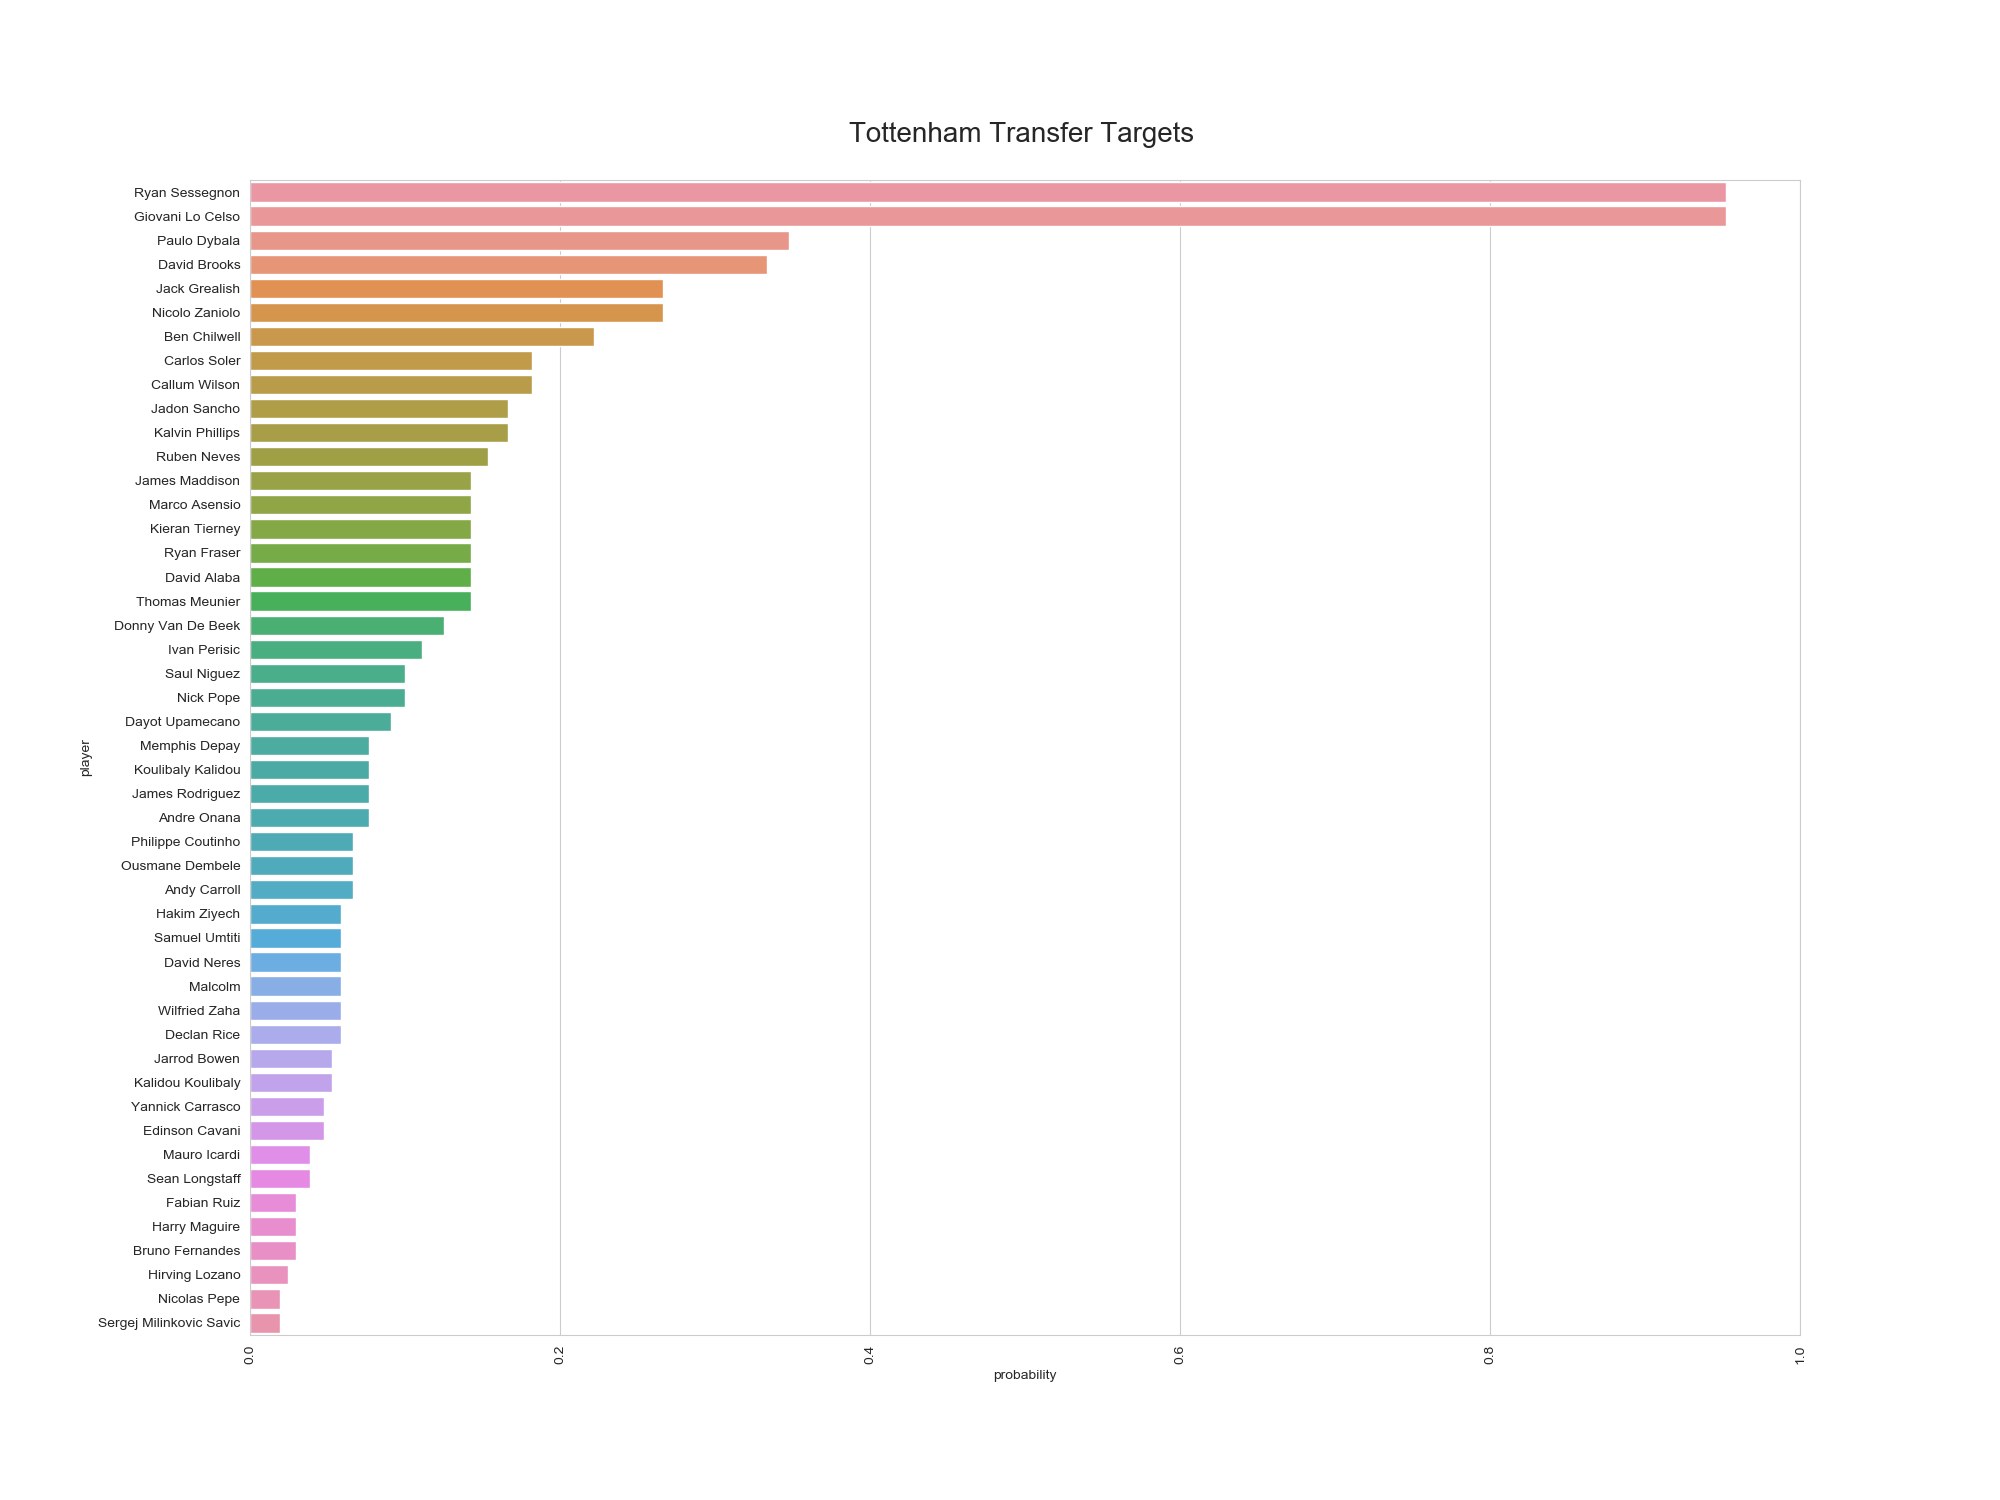 Tottenham Transfer Targets
Ryan Sessegnon
Giovani Lo Celso
Paulo Dybala
David Brooks
Jack Grealish
Nicolo Zaniolo
Ben Chilwell
Carlos Soler
Callum Wilson
Jadon Sancho
Kalvin Phillips
Ruben Neves
James Maddison
Marco Asensio
Kieran Tierney
Ryan Fraser
David Alaba
Thomas Meunier
Donny Van De Beek
Ivan Perisic
Saul Niguez
Nick Pope
Dayot Upamecano
Memphis Depay
Koulibaly Kalidou
James Rodriguez
Andre Onana
Philippe Coutinho
Ousmane Dembele
Andy Carroll
Hakim Ziyech
Samuel Umtiti
David Neres
Malcolm
Wilfried Zaha
Declan Rice
Jarrod Bowen
Kalidou Koulibaly
Yannick Carrasco
Edinson Cavani
Mauro Icardi
Sean Longstaff
Fabian Ruiz
Harry Maguire
Bruno Fernandes
Hirving Lozano
Nicolas Pepe
Sergej Milinkovic Savic
player
0.0
0.2
0.4
0.6
0.8
1.0
probability